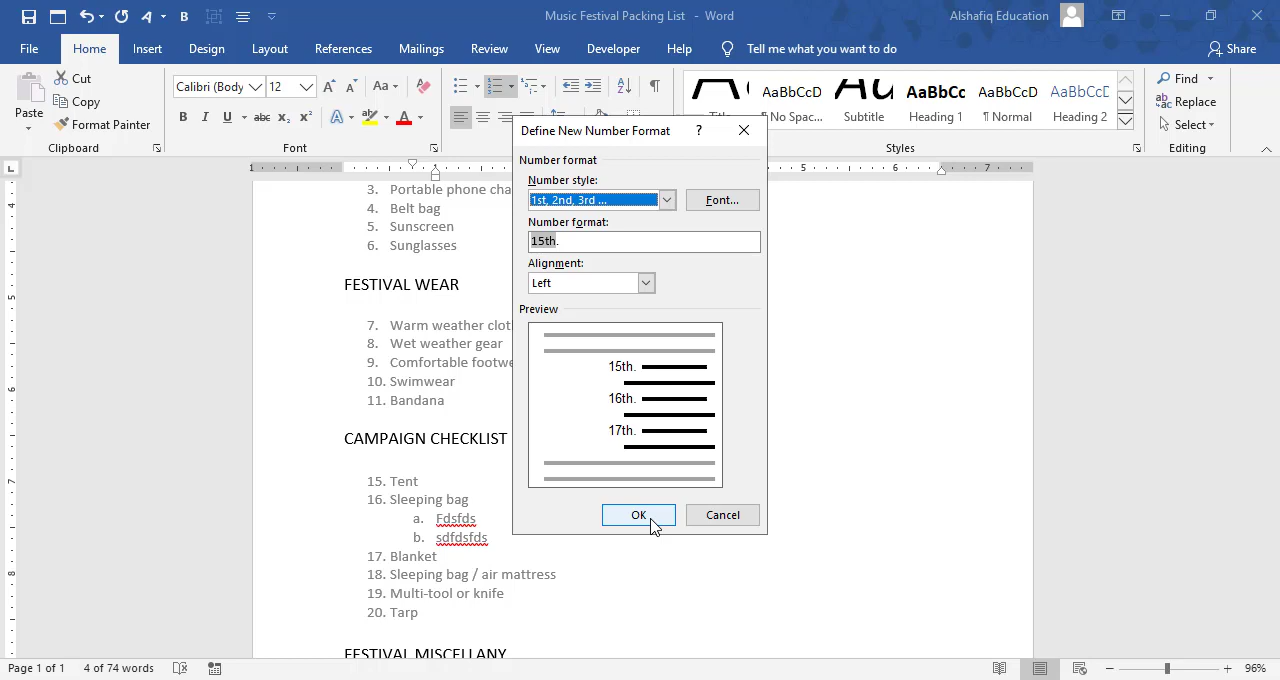 Music Festival Packing List - Word
Alshafiq Education
File Home Insert Design Layout References Mailings Review View Developer Help Tell me what you want to do Share
Paste
Cut
Copy
Format Painter
Clipboard
Calibri (Body 12
Font
AaBbCcD AaBbCc AaBbCcD AaBbCcD
No Spac... Subtitle Heading 1 ¶ Normal Heading 2
Styles
Find
Replace
Select
Editing
3. Portable phone cha
4. Belt bag
5. Sunscreen
6. Sunglasses
FESTIVAL WEAR
7. Warm weather clot
8. Wet weather gear
9. Comfortable footwe
10. Swimwear
11. Bandana
CAMPAIGN CHECKLIST
15. Tent
16. Sleeping bag
a. Fdsfds
b. sdfdsfds
17. Blanket
18. Sleeping bag / air mattress
19. Multi-tool or knife
20. Tarp
FESTIVAL MISCELLANY
Define New Number Format ?
Number format
Number style:
1st, 2nd, 3rd ...
Font...
Number format:
15th.
Alignment:
Left
Preview
15th.
16th.
17th.
OK Cancel
Page 1 of 1 4 of 74 words 96%